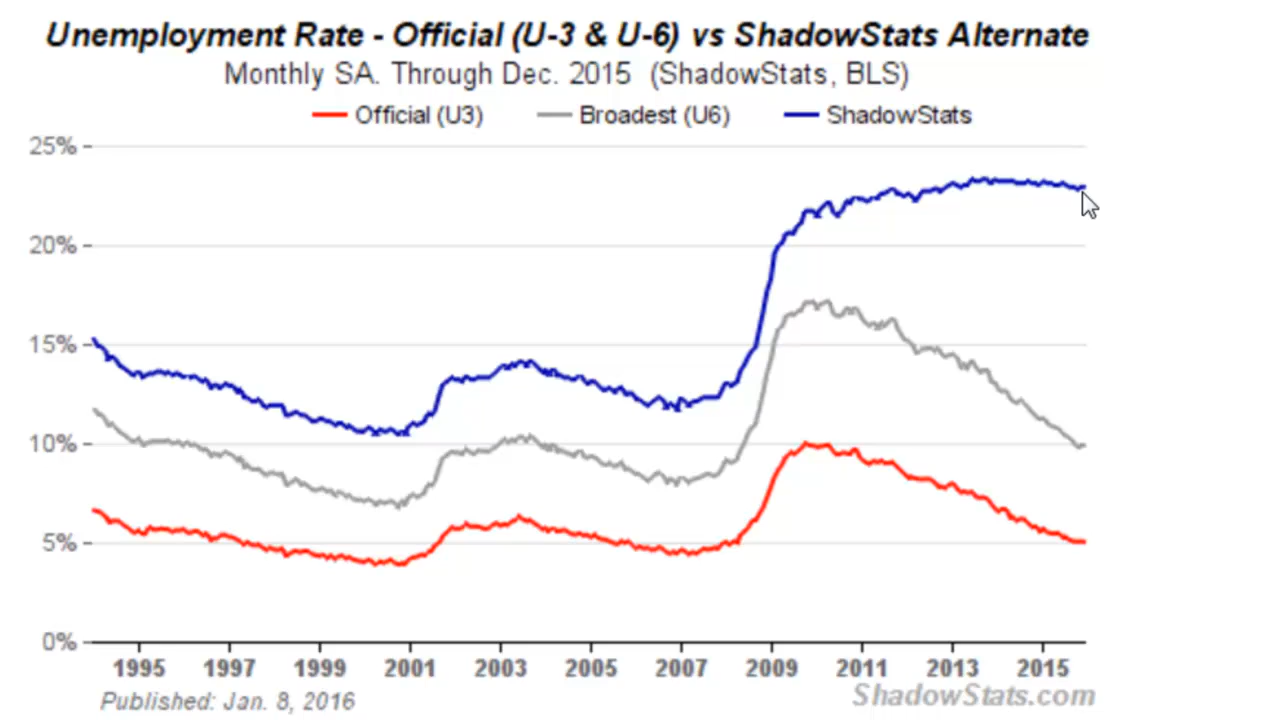 Unemployment Rate - Official (U-3 & U-6) vs ShadowStats Alternate
Monthly SA. Through Dec. 2015 (ShadowStats, BLS)
Official (U3) Broadest (U6) ShadowStats
25%
20%
15%
10%
5%
0%
1995 1997 1999 2001 2003 2005 2007 2009 2011 2013 2015
Published: Jan. 8, 2016
ShadowStats.com